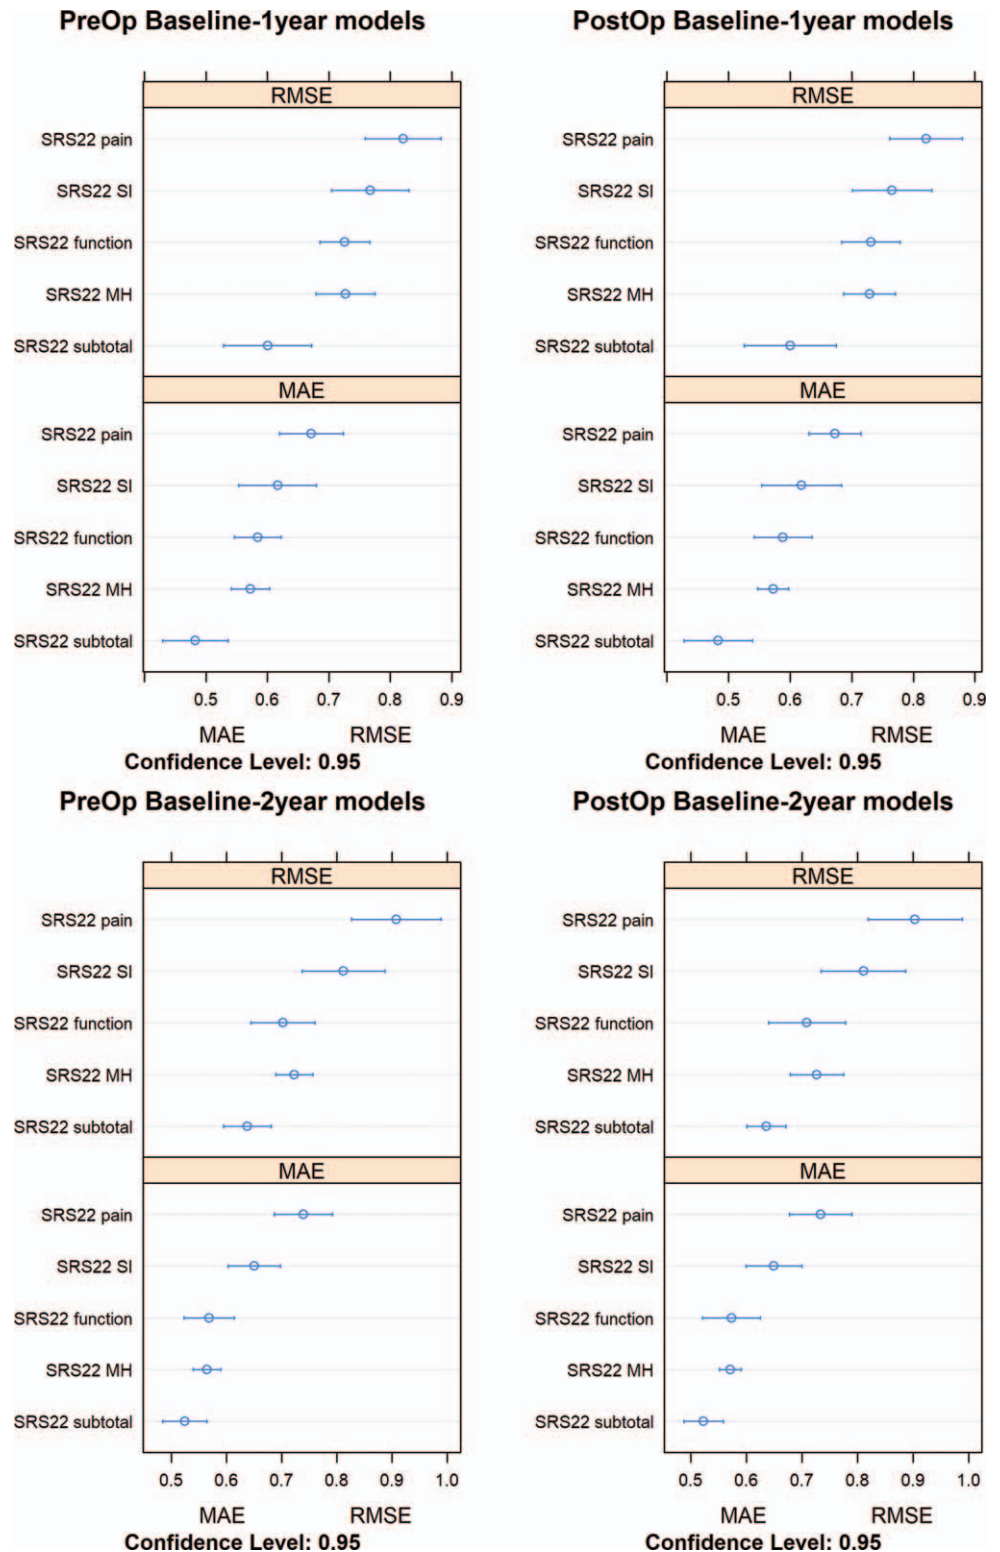 PreOp Baseline-1year models
RMSE
SRS22 pain
SRS22 SI
SRS22 function
SRS22 MH
SRS22 subtotal
MAE
SRS22 pain
SRS22 SI
SRS22 function
SRS22 MH
SRS22 subtotal
0.5 0.6 0.7 0.8 0.9
MAE RMSE
Confidence Level: 0.95
PostOp Baseline-1year models
RMSE
SRS22 pain
SRS22 SI
SRS22 function
SRS22 MH
SRS22 subtotal
MAE
SRS22 pain
SRS22 SI
SRS22 function
SRS22 MH
SRS22 subtotal
0.5 0.6 0.7 0.8 0.9
MAE RMSE
Confidence Level: 0.95
PreOp Baseline-2year models
RMSE
SRS22 pain
SRS22 SI
SRS22 function
SRS22 MH
SRS22 subtotal
MAE
SRS22 pain
SRS22 SI
SRS22 function
SRS22 MH
SRS22 subtotal
0.5 0.6 0.7 0.8 0.9 1.0
MAE RMSE
Confidence Level: 0.95
PostOp Baseline-2year models
RMSE
SRS22 pain
SRS22 SI
SRS22 function
SRS22 MH
SRS22 subtotal
MAE
SRS22 pain
SRS22 SI
SRS22 function
SRS22 MH
SRS22 subtotal
0.5 0.6 0.7 0.8 0.9 1.0
MAE RMSE
Confidence Level: 0.95